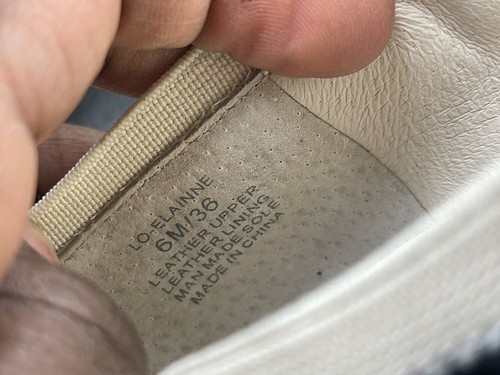 LO-ELAINNE
6M/36
LEATHER UPPER
LEATHER LINING
MAN MADE SOLE
MADE IN CHINA